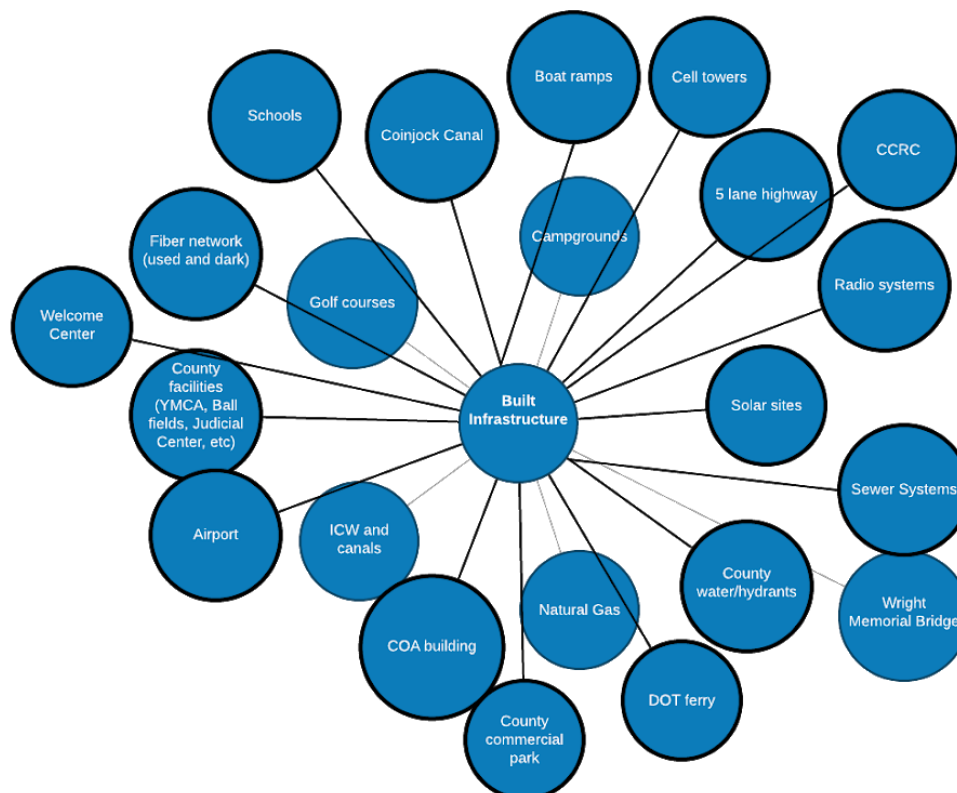 Boat ramps
Cell towers
Schools
Coinjock Canal
CCRC
5 lane highway
Campgrounds
Fiber network
(used and dark)
Radio systems
Golf courses
Welcome
Center
County
facilities
(YMCA, Ball
fields, Judicial
Center, etc)
Built
Infrastructure
Solar sites
Sewer Systems
Airport
ICW and
canals
County
water/hydrants
Natural Gas
Wright
Memorial Bridge
COA building
DOT ferry
County
commercial
park